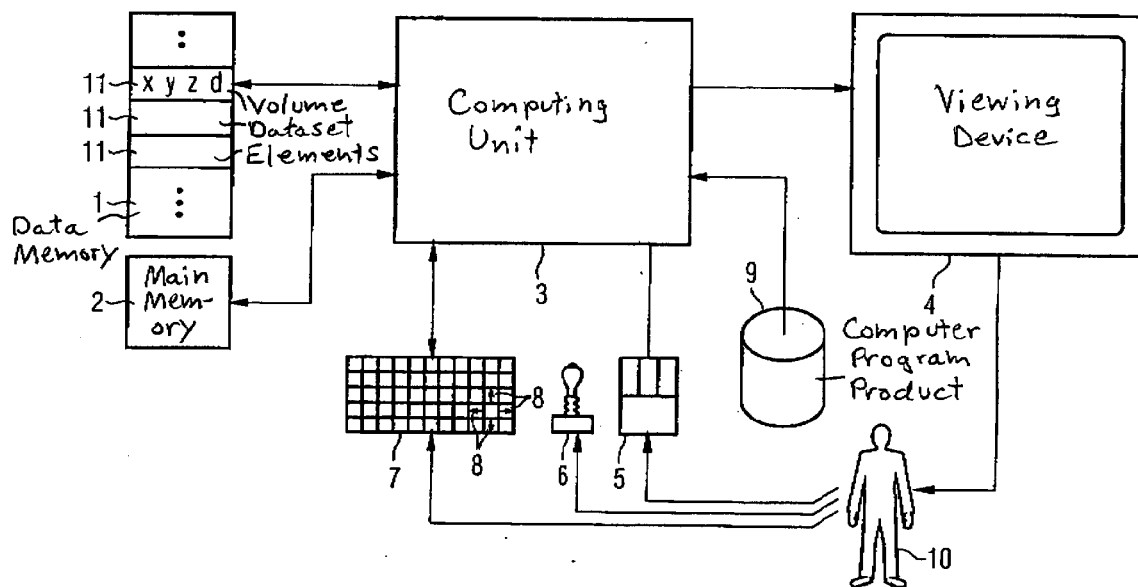 11 x y z d
11
11
Volume
Dataset
Elements
1
Data
Memory
2
Main
Mem-
ory
Computing
Unit
3
Viewing
Device
4
9
Computer
Program
Product
7
8
8
6
5
10